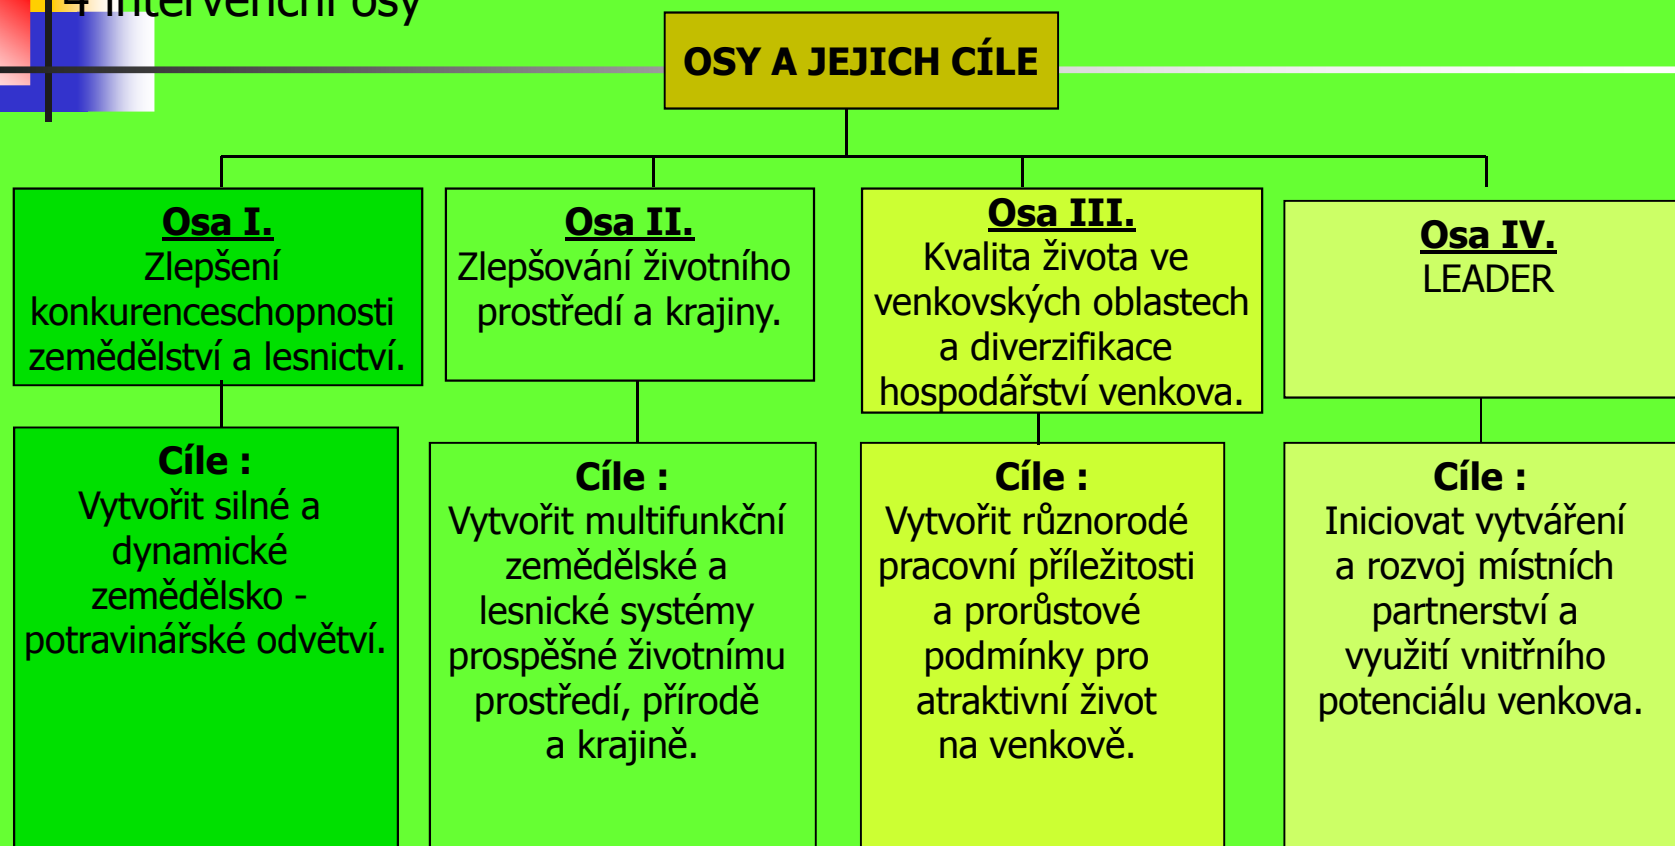 4 intervenční osy
OSY A JEJICH CÍLE
Osa I.
Zlepšení
konkurenceschopnosti
zemědělství a lesnictví.
Osa II.
Zlepšování životního
prostředí a krajiny.
Osa III.
Kvalita života ve
venkovských oblastech
a diverzifikace
hospodářství venkova.
Osa IV.
LEADER
Cíle :
Vytvořit silné a
dynamické
zemědělsko -
potravinářské odvětví.
Cíle :
Vytvořit multifunkční
zemědělské a
lesnické systémy
prospěšné životnímu
prostředí, přírodě
a krajině.
Cíle :
Vytvořit různorodé
pracovní příležitosti
a prorůstové
podmínky pro
atraktivní život
na venkově.
Cíle :
Iniciovat vytváření
a rozvoj místních
partnerství a
využití vnitřního
potenciálu venkova.